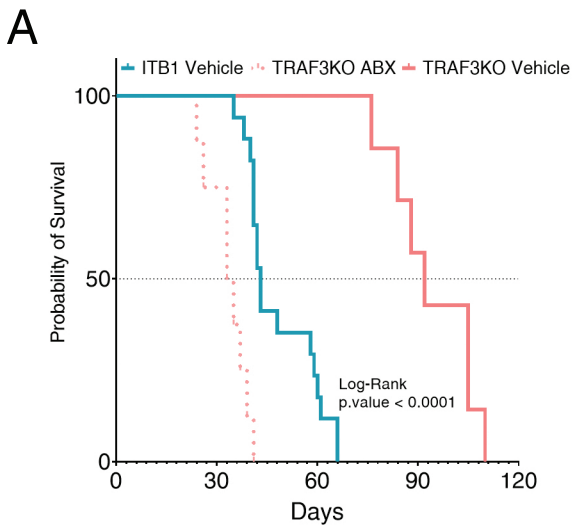 A
ITB1 Vehicle TRAF3KO ABX TRAF3KO Vehicle
100
Probability of Survival
50
Log-Rank
p.value < 0.0001
0
0 30 60 90 120
Days